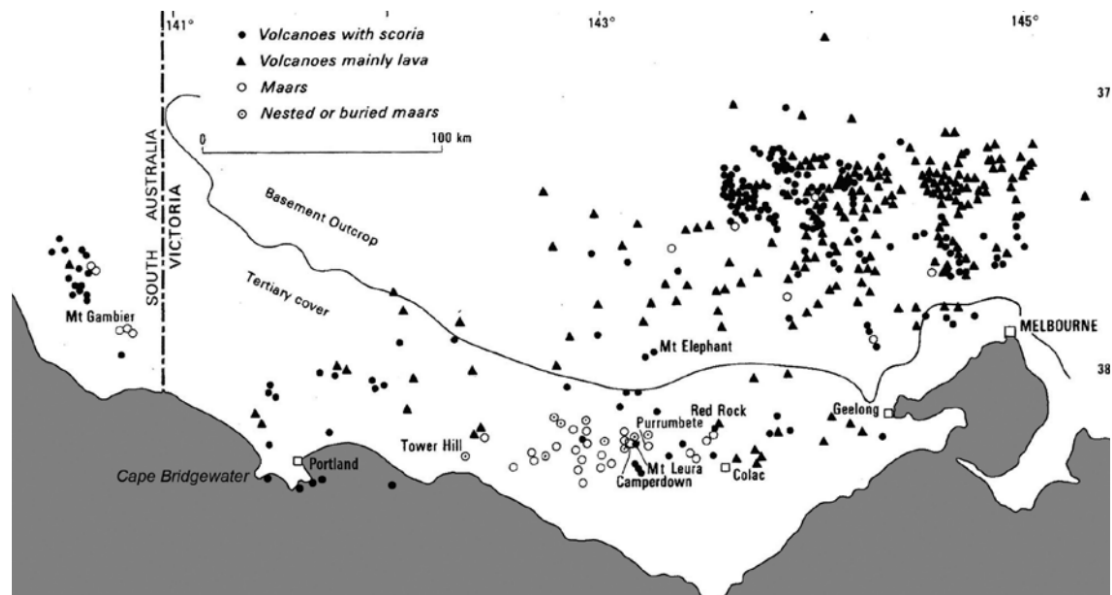 141°
143°
145°
Volcanoes with scoria
Volcanoes mainly lava
Maars
Nested or buried maars
37
0
100 km
SOUTH AUSTRALIA
VICTORIA
Basement Outcrop
Tertiary cover
Mt Gambier
MELBOURNE
Mt Elephant
38
Geelong
Red Rock
Purrumbete
Tower Hill
Mt Leura
Camperdown
Colac
Portland
Cape Bridgewater